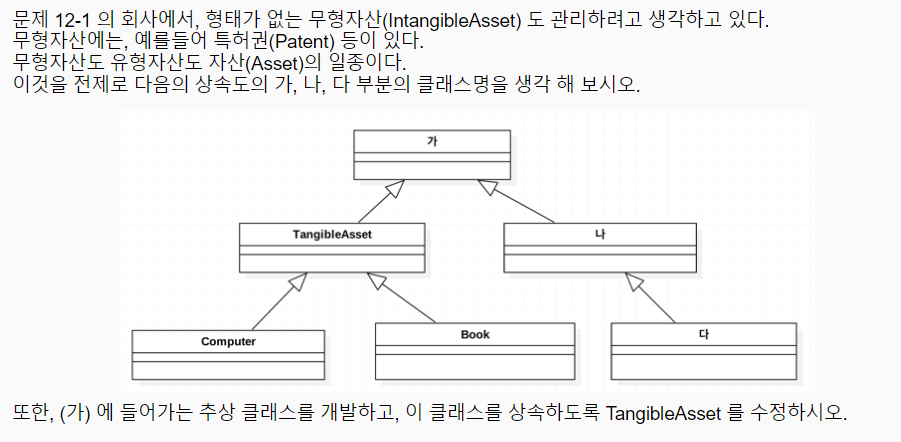 문제 12-1 의 회사에서, 형태가 없는 무형자산(IntangibleAsset) 도 관리하려고 생각하고 있다.
무형자산에는, 예를들어 특허권(Patent) 등이 있다.
무형자산도 유형자산도 자산(Asset)의 일종이다.
이것을 전제로 다음의 상속도의 가, 나, 다 부분의 클래스명을 생각 해 보시오.
가
TangibleAsset
나
Computer
Book
다
또한, (가) 에 들어가는 추상 클래스를 개발하고, 이 클래스를 상속하도록 TangibleAsset 를 수정하시오.